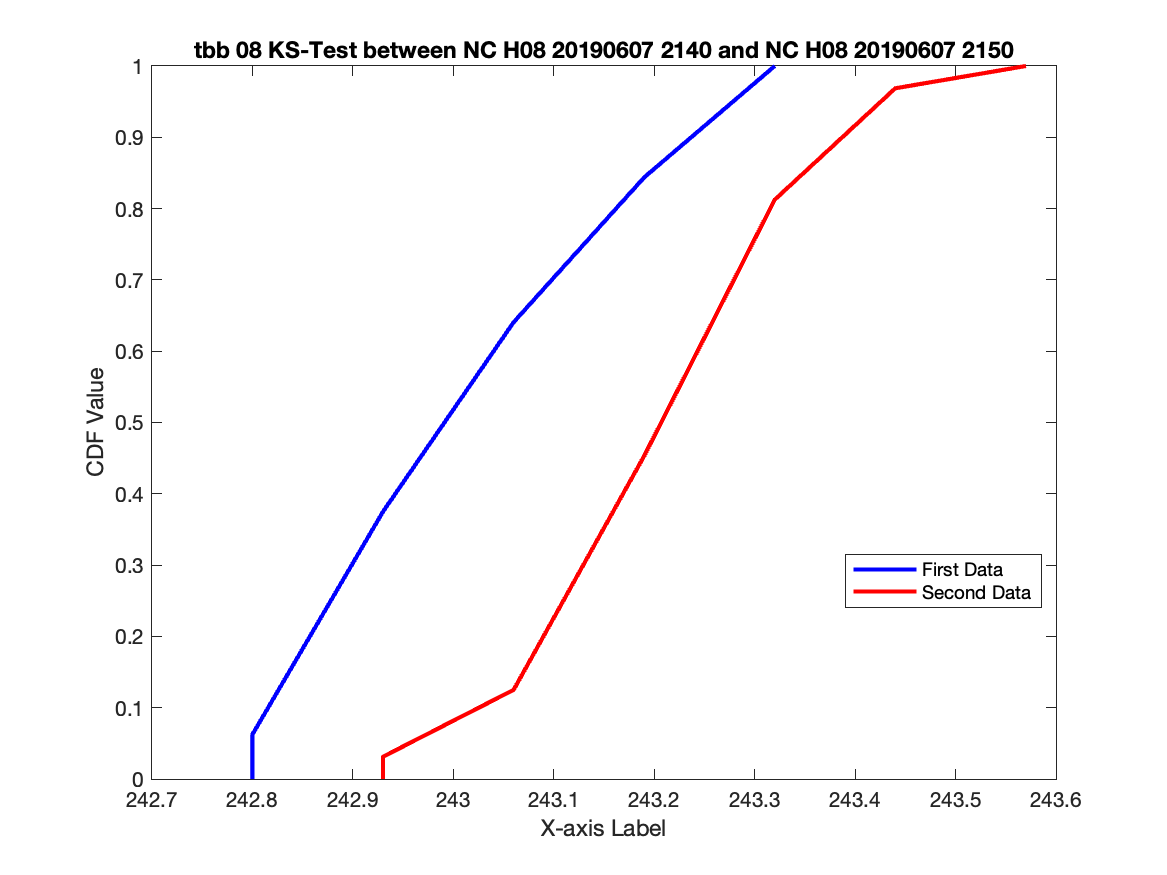 tbb 08 KS-Test between NC H08 20190607 2140 and NC H08 20190607 2150
1
0.9
0.8
0.7
0.6
0.5
0.4
0.3
0.2
0.1
0
CDF Value
First Data
Second Data
242.7 242.8 242.9 243 243.1 243.2 243.3 243.4 243.5 243.6
X-axis Label